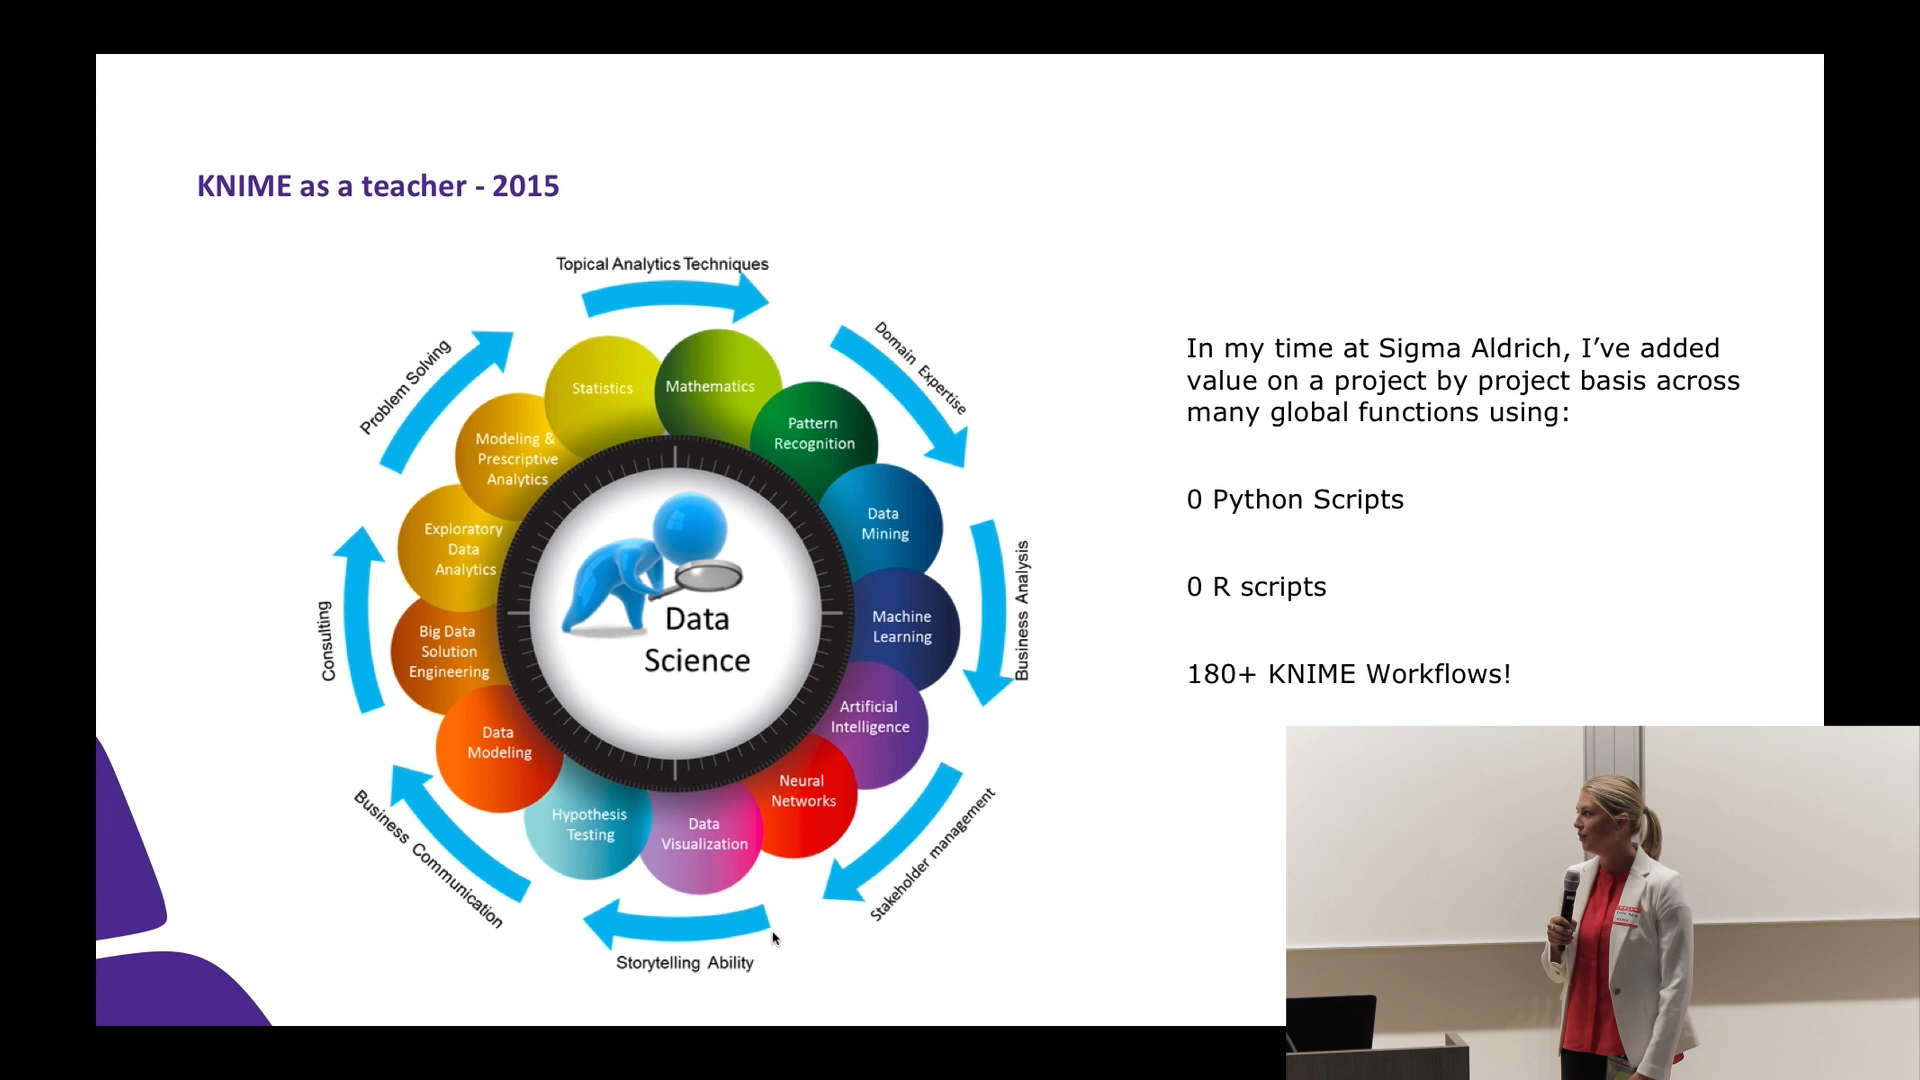 KNIME as a teacher - 2015
Topical Analytics Techniques
Domain Expertise
Business Analysis
Stakeholder management
Storytelling Ability
Business Communication
Consulting
Problem Solving
Statistics
Mathematics
Pattern
Recognition
Data
Mining
Machine
Learning
Artificial
Intelligence
Neural
Networks
Data
Visualization
Hypothesis
Testing
Data
Modeling
Big Data
Solution
Engineering
Exploratory
Data
Analytics
Modeling &
Prescriptive
Analytics
Data
Science
In my time at Sigma Aldrich, I’ve added
value on a project by project basis across
many global functions using:
0 Python Scripts
0 R scripts
180+ KNIME Workflows!